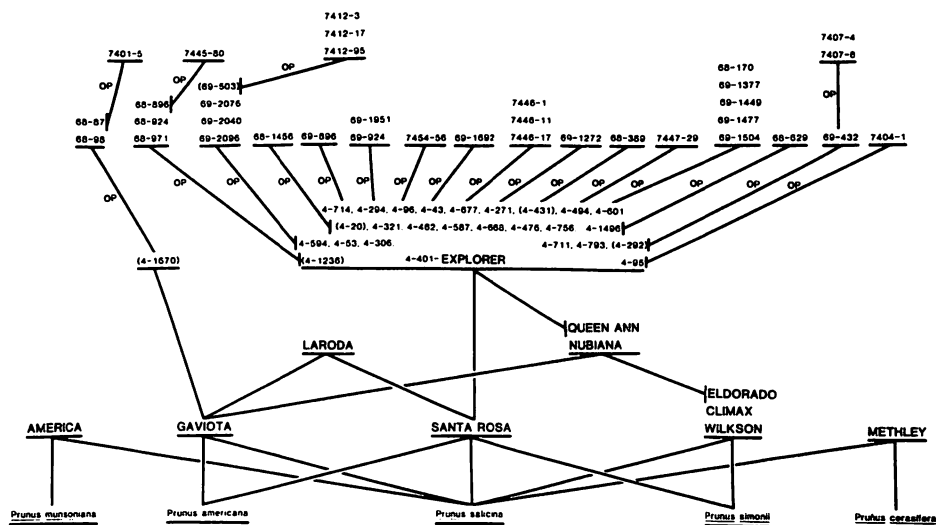 7412-3
7412-17
7401-5 7445-80 7412-95 7407-4
7407-6
OP OP (69-503) OP 68-170 OP
69-1377
68-87 68-896 69-2076 7446-1 69-1449
68-924 69-2040 69-1951 7446-11 69-1477
68-98 68-971 69-2096 68-1456 69-896 69-924 7454-56 69-1692 7446-17 69-1272 68-389 7447-29 69-1504 68-629 69-432 7404-1
OP OP OP OP OP OP OP OP OP OP OP OP OP OP OP OP
4-714, 4-294, 4-96, 4-43, 4-677, 4-271, (4-431), 4-494, 4-601
(4-20), 4-321, 4-462, 4-587, 4-668, 4-476, 4-756, 4-1496
4-594, 4-53, 4-306, 4-711, 4-793, (4-292)
(4-1670) (4-1236) 4-401-EXPLORER 4-95
QUEEN ANN
LARODA NUBIANA
ELDORADO
CLIMAX
AMERICA GAVIOTA SANTA ROSA WILKSON METHLEY
Prunus munsoniana Prunus americana Prunus salicina Prunus simonii Prunus cerasifera